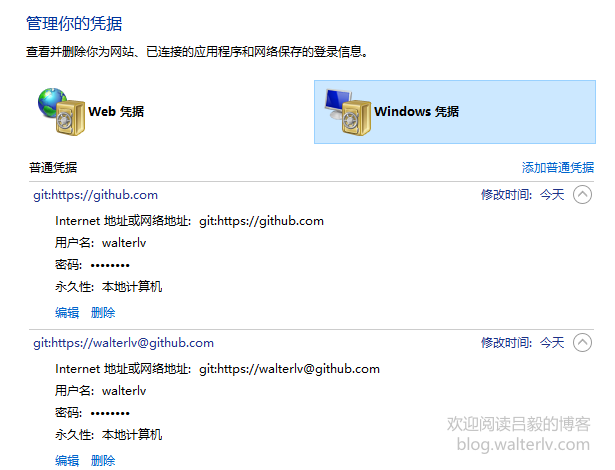 管理你的凭据
查看并删除你为网站、已连接的应用程序和网络保存的登录信息。
Web 凭据
Windows 凭据
普通凭据
添加普通凭据
git:https://github.com
修改时间: 今天
Internet 地址或网络地址: git:https://github.com
用户名: walterlv
密码: ••••••••
永久性: 本地计算机
编辑 删除
git:https://walterlv@github.com
修改时间: 今天
Internet 地址或网络地址: git:https://walterlv@github.com
用户名: walterlv
密码: ••••••••
永久性: 本地计算机
编辑 删除
欢迎阅读吕毅的博客
blog.walterlv.com